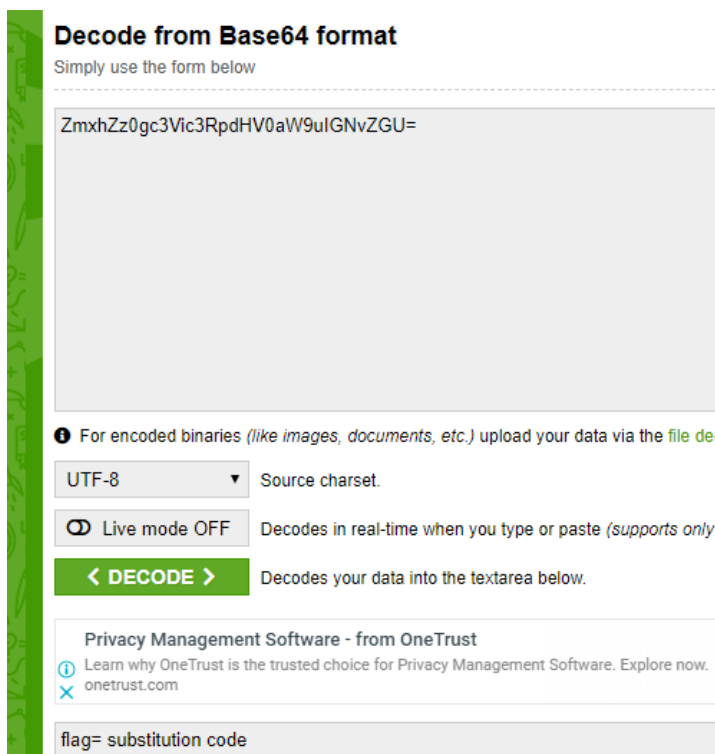 Decode from Base64 format
Simply use the form below
ZmxhZz0gc3Vic3RpdHV0aW9uIGNvZGU=
For encoded binaries (like images, documents, etc.) upload your data via the file de
UTF-8 Source charset.
Live mode OFF Decodes in real-time when you type or paste (supports only
< DECODE > Decodes your data into the textarea below.
Privacy Management Software - from OneTrust
Learn why OneTrust is the trusted choice for Privacy Management Software. Explore now.
onetrust.com
flag= substitution code